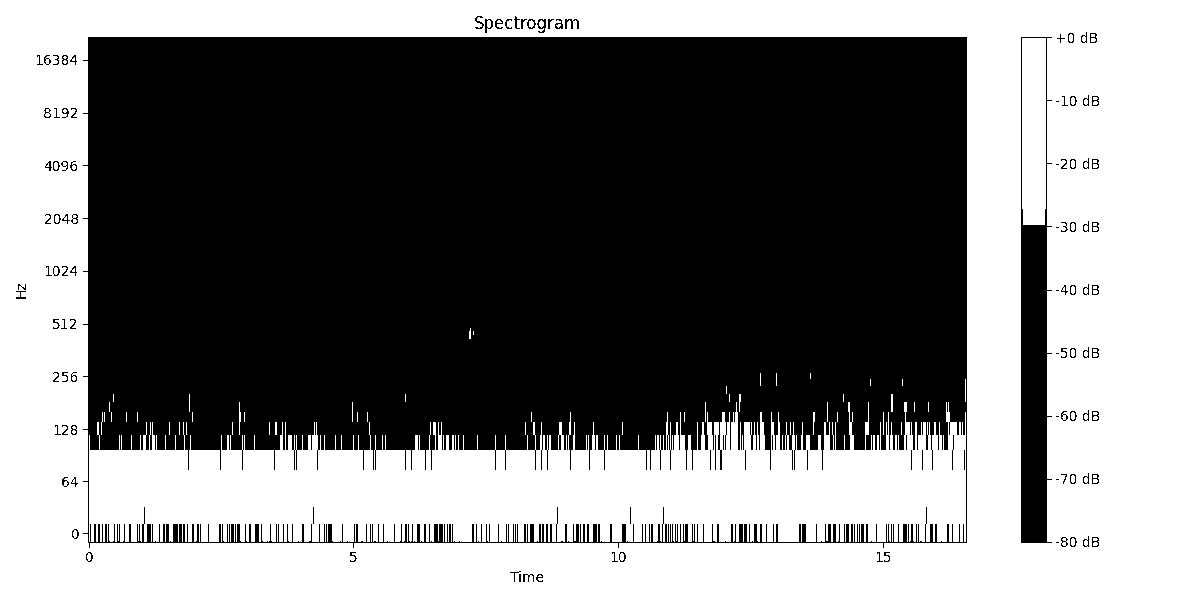 Spectrogram
16384
8192
4096
2048
1024
512
256
128
64
0
Hz
0 5 10 15
Time
+0 dB
-10 dB
-20 dB
-30 dB
-40 dB
-50 dB
-60 dB
-70 dB
-80 dB